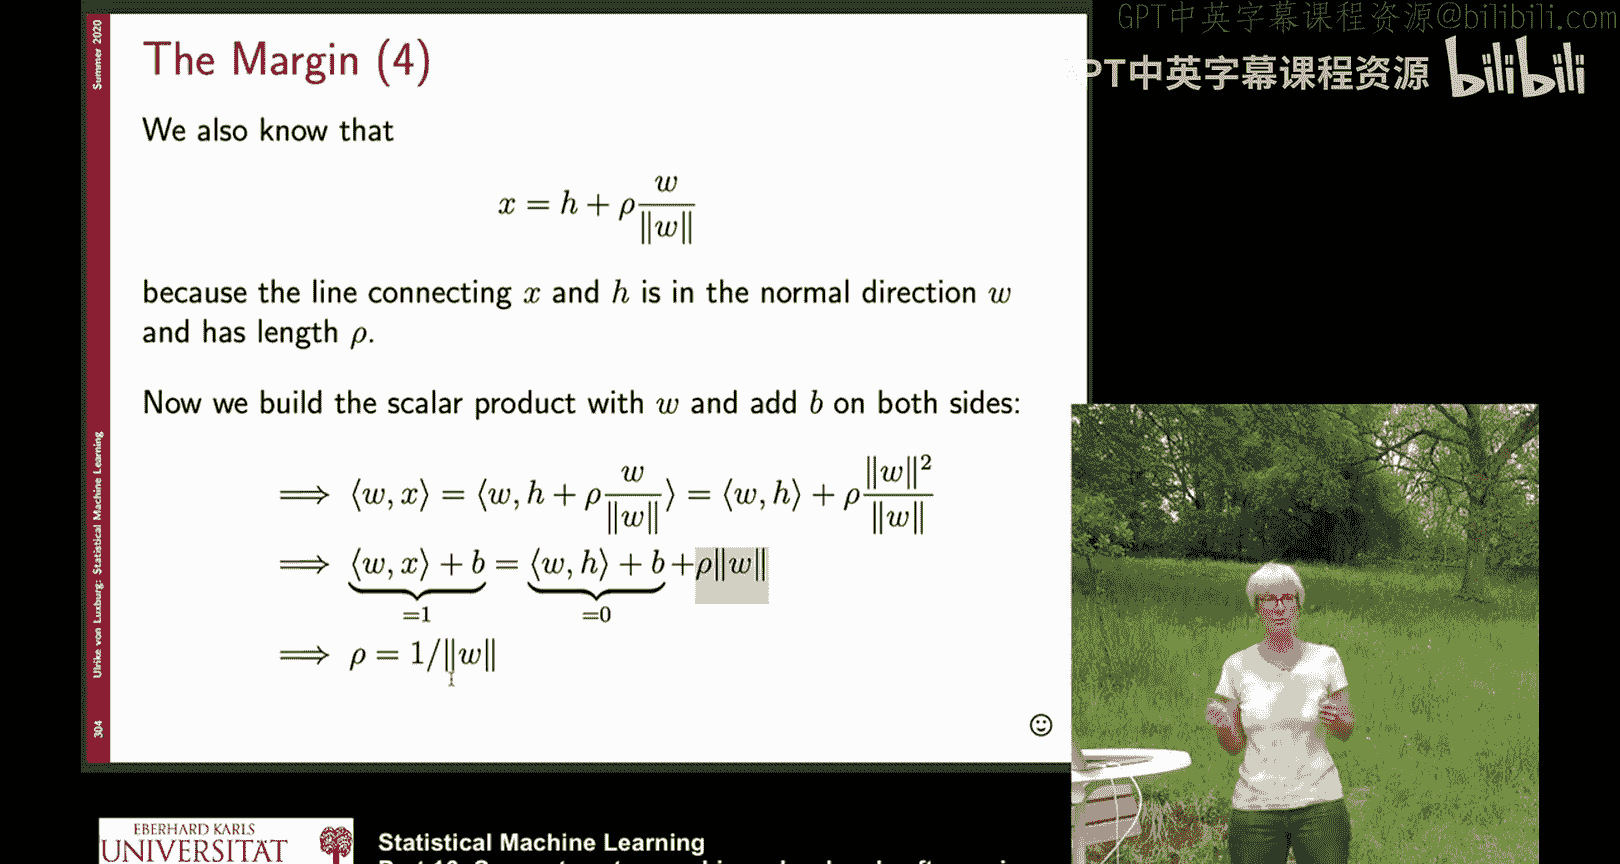 GPT中英字幕课程资源@bilibili.com
PT中英字幕课程资源 bilibili
Summer 2020
The Margin (4)
We also know that
x = h + ρ w/‖w‖
because the line connecting x and h is in the normal direction w
and has length ρ.
Now we build the scalar product with w and add b on both sides:
⟹ ⟨w, x⟩ = ⟨w, h + ρ w/‖w‖⟩ = ⟨w, h⟩ + ρ ‖w‖²/‖w‖
⟹ ⟨w, x⟩ + b = ⟨w, h⟩ + b + ρ‖w‖
=1 =0
⟹ ρ = 1/‖w‖
Ulrike von Luxburg: Statistical Machine Learning
304
EBERHARD KARLS
UNIVERSITÄT
Statistical Machine Learning